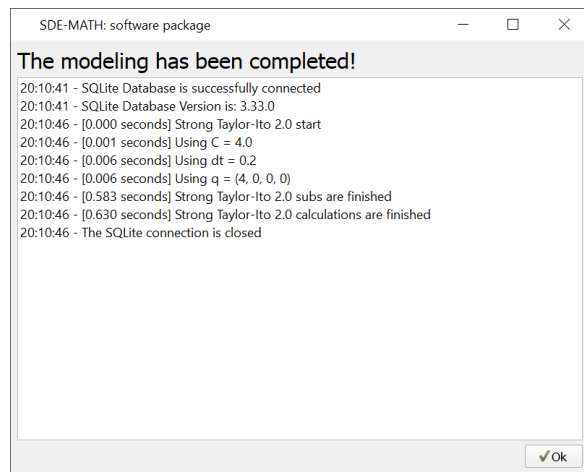 SDE-MATH: software package
The modeling has been completed!
20:10:41 - SQLite Database is successfully connected
20:10:41 - SQLite Database Version is: 3.33.0
20:10:46 - [0.000 seconds] Strong Taylor-Ito 2.0 start
20:10:46 - [0.001 seconds] Using C = 4.0
20:10:46 - [0.006 seconds] Using dt = 0.2
20:10:46 - [0.006 seconds] Using q = (4, 0, 0, 0)
20:10:46 - [0.583 seconds] Strong Taylor-Ito 2.0 subs are finished
20:10:46 - [0.630 seconds] Strong Taylor-Ito 2.0 calculations are finished
20:10:46 - The SQLite connection is closed
Ok